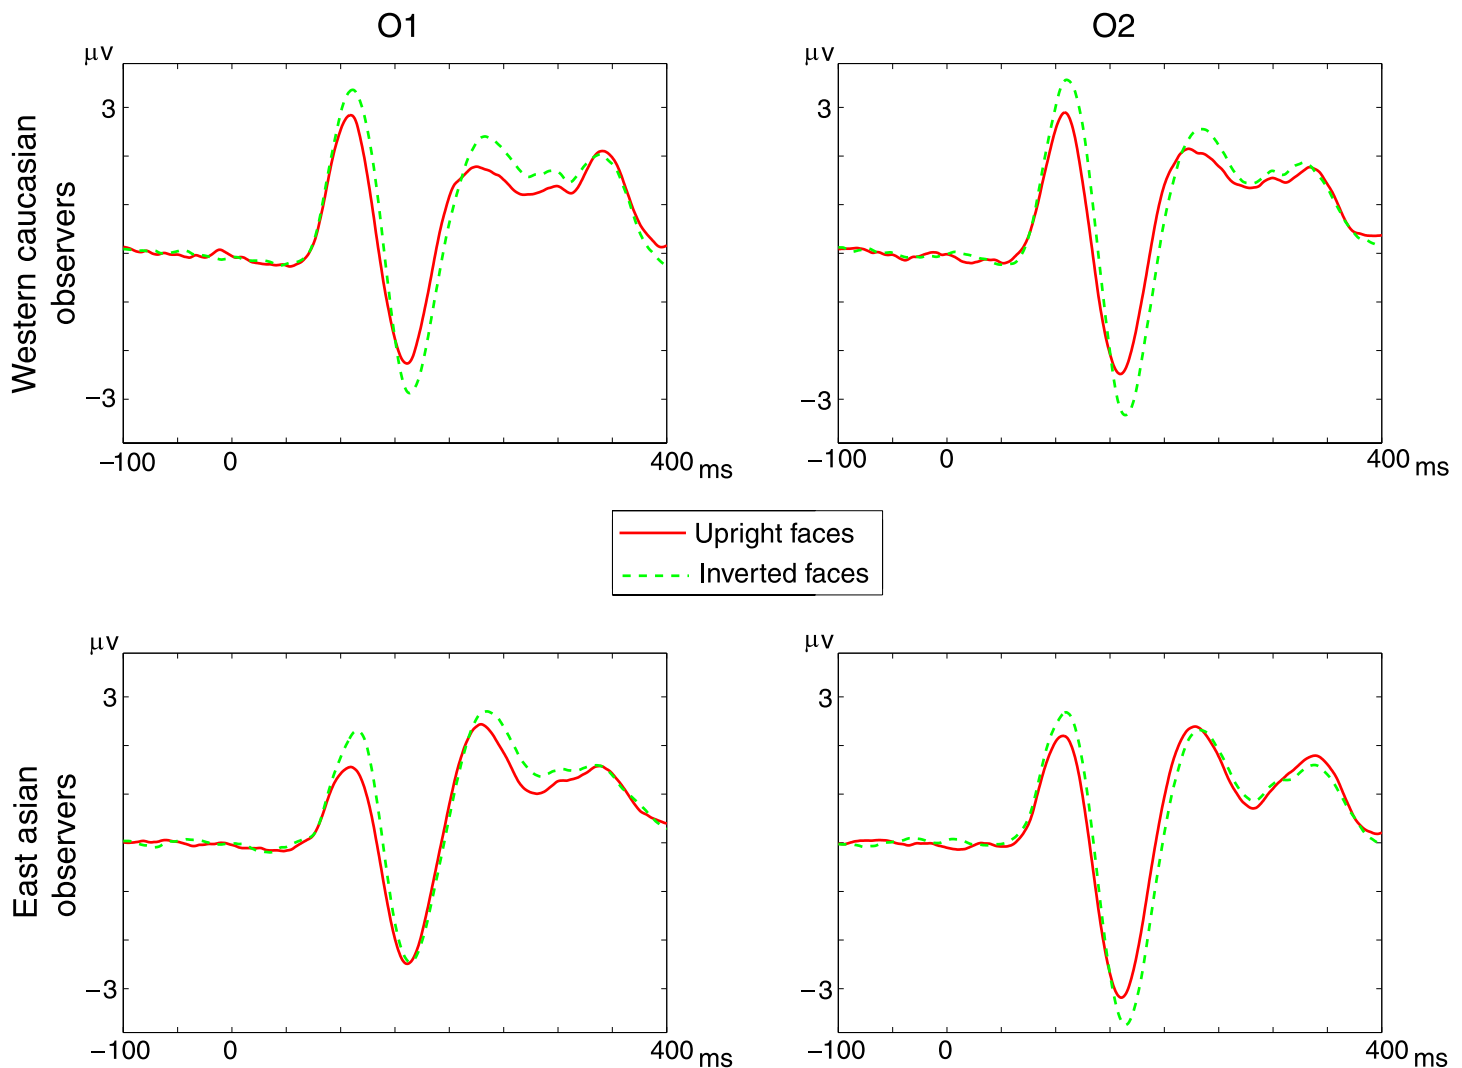 O1
O2
μv
μv
3
3
Western caucasian
observers
−3
−3
−100 0 400 ms
−100 0 400 ms
Upright faces
Inverted faces
μv
μv
3
3
East asian
observers
−3
−3
−100 0 400 ms
−100 0 400 ms